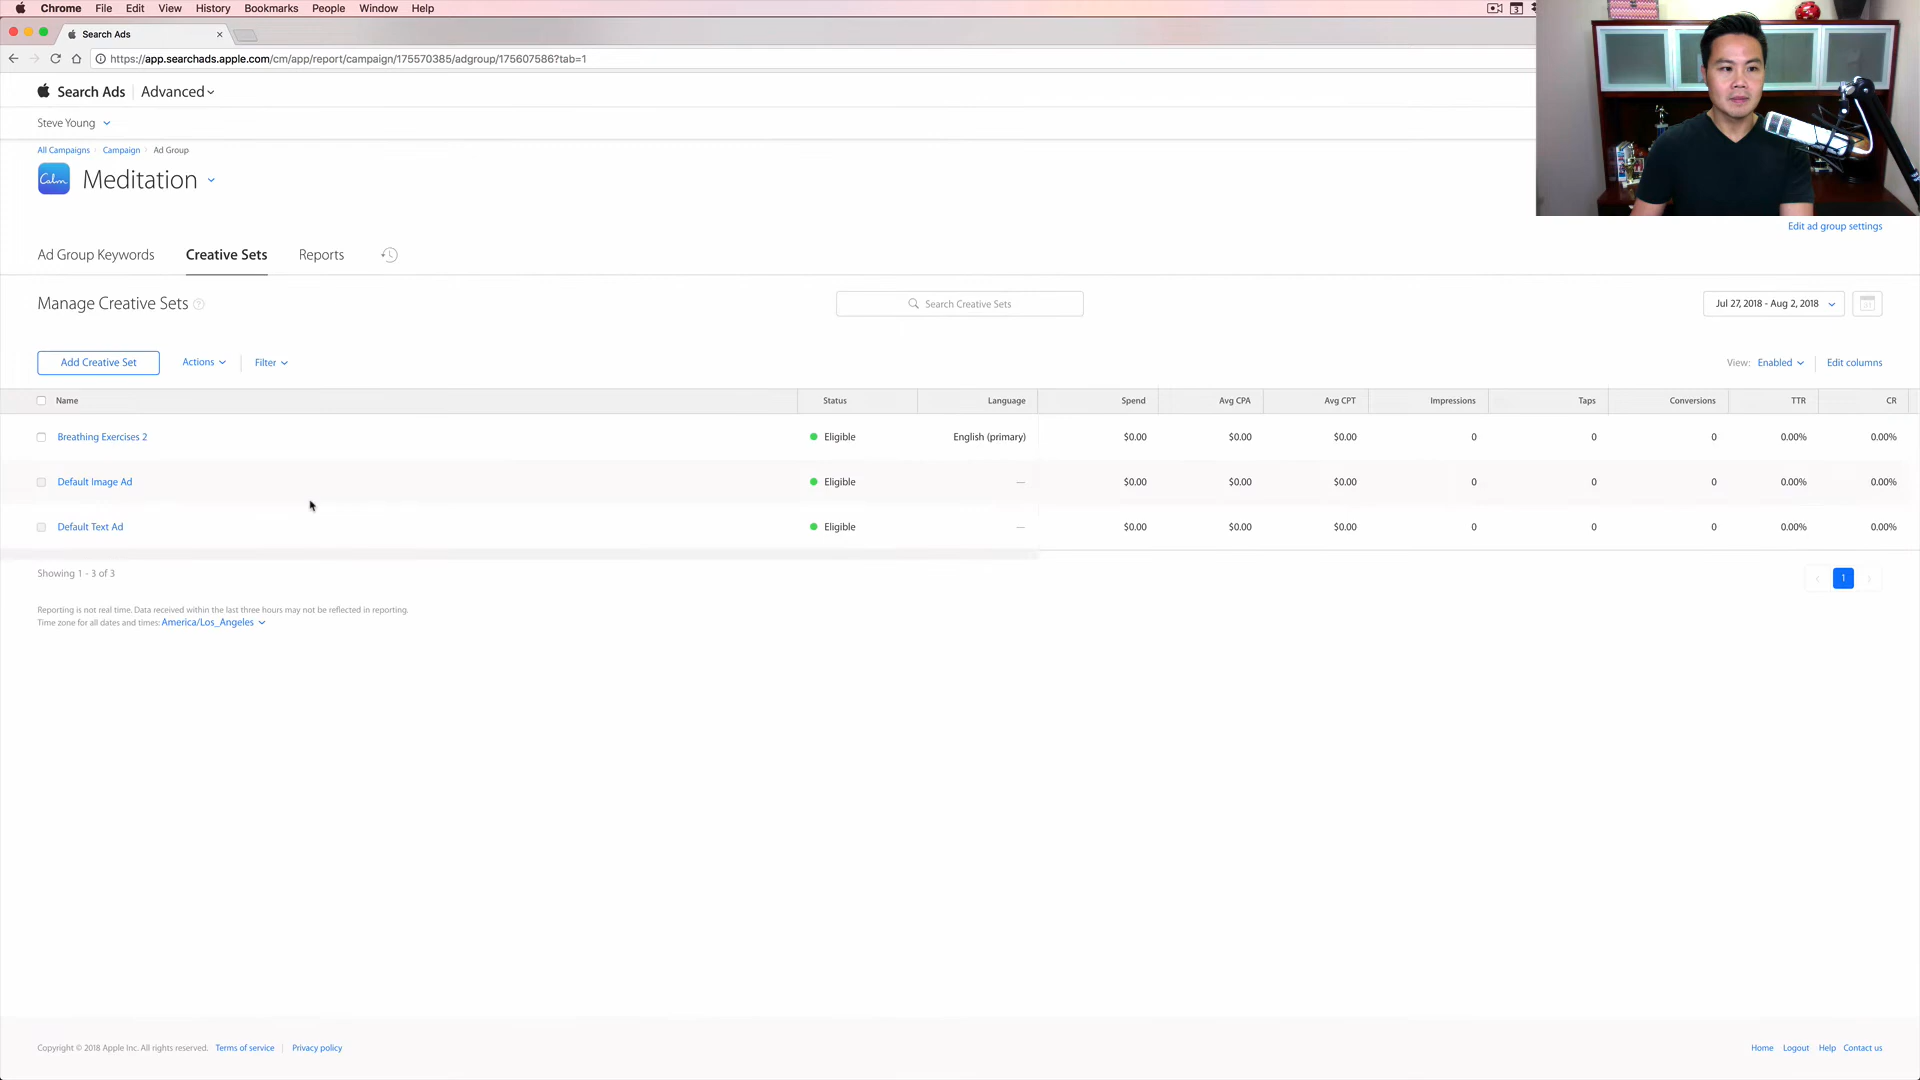 Chrome File Edit View History Bookmarks People Window Help
Search Ads
https://app.searchads.apple.com/cm/app/report/campaign/175570385/adgroup/175607586?tab=1
Search Ads Advanced
Steve Young
All Campaigns Campaign Ad Group
Calm Meditation
Edit ad group settings
Ad Group Keywords Creative Sets Reports
Manage Creative Sets ? Search Creative Sets Jul 27, 2018 - Aug 2, 2018
Add Creative Set Actions Filter View: Enabled Edit columns
Name Status Language Spend Avg CPA Avg CPT Impressions Taps Conversions TTR CR
Breathing Exercises 2 Eligible English (primary) $0.00 $0.00 $0.00 0 0 0 0.00% 0.00%
Default Image Ad Eligible — $0.00 $0.00 $0.00 0 0 0 0.00% 0.00%
Default Text Ad Eligible — $0.00 $0.00 $0.00 0 0 0 0.00% 0.00%
Showing 1 - 3 of 3 1
Reporting is not real time. Data received within the last three hours may not be reflected in reporting.
Time zone for all dates and times: America/Los_Angeles
Copyright © 2018 Apple Inc. All rights reserved. Terms of service | Privacy policy Home Logout Help Contact us